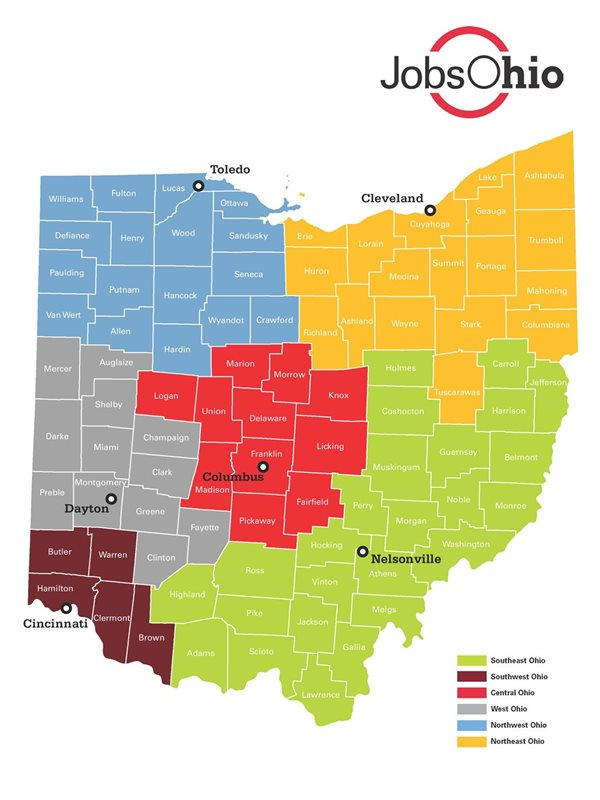 JobsOhio
Toledo
Cleveland
Williams
Fulton
Lucas
Ottawa
Lake
Ashtabula
Geauga
Cuyahoga
Defiance
Henry
Wood
Sandusky
Erie
Lorain
Trumbull
Paulding
Putnam
Hancock
Seneca
Huron
Medina
Summit
Portage
Mahoning
Van Wert
Allen
Wyandot
Crawford
Richland
Ashland
Wayne
Stark
Columbiana
Hardin
Mercer
Auglaize
Marion
Morrow
Holmes
Carroll
Jefferson
Tuscarawas
Logan
Knox
Shelby
Union
Delaware
Coshocton
Harrison
Darke
Miami
Champaign
Licking
Franklin
Columbus
Guernsey
Belmont
Muskingum
Clark
Preble
Montgomery
Dayton
Madison
Greene
Fairfield
Perry
Noble
Monroe
Pickaway
Fayette
Morgan
Washington
Butler
Warren
Clinton
Hocking
Nelsonville
Athens
Ross
Vinton
Hamilton
Cincinnati
Clermont
Brown
Highland
Pike
Jackson
Meigs
Gallia
Adams
Scioto
Lawrence
Southeast Ohio
Southwest Ohio
Central Ohio
West Ohio
Northwest Ohio
Northeast Ohio